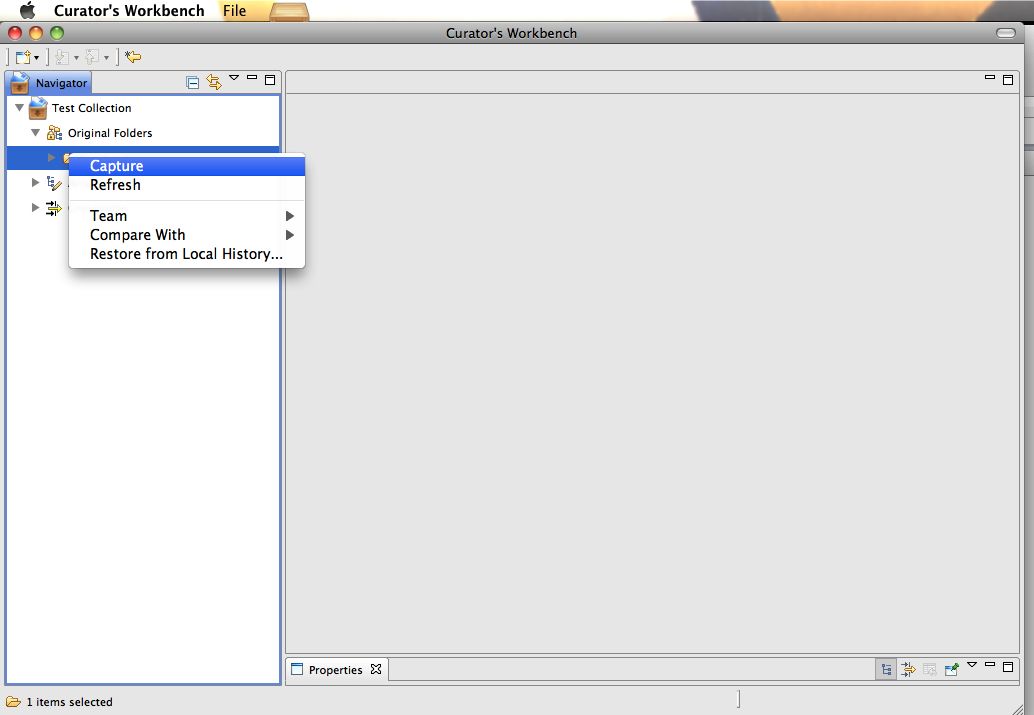 Curator's Workbench File
Curator's Workbench
Navigator
Test Collection
Original Folders
Capture
Refresh
Team
Compare With
Restore from Local History...
Properties
1 items selected